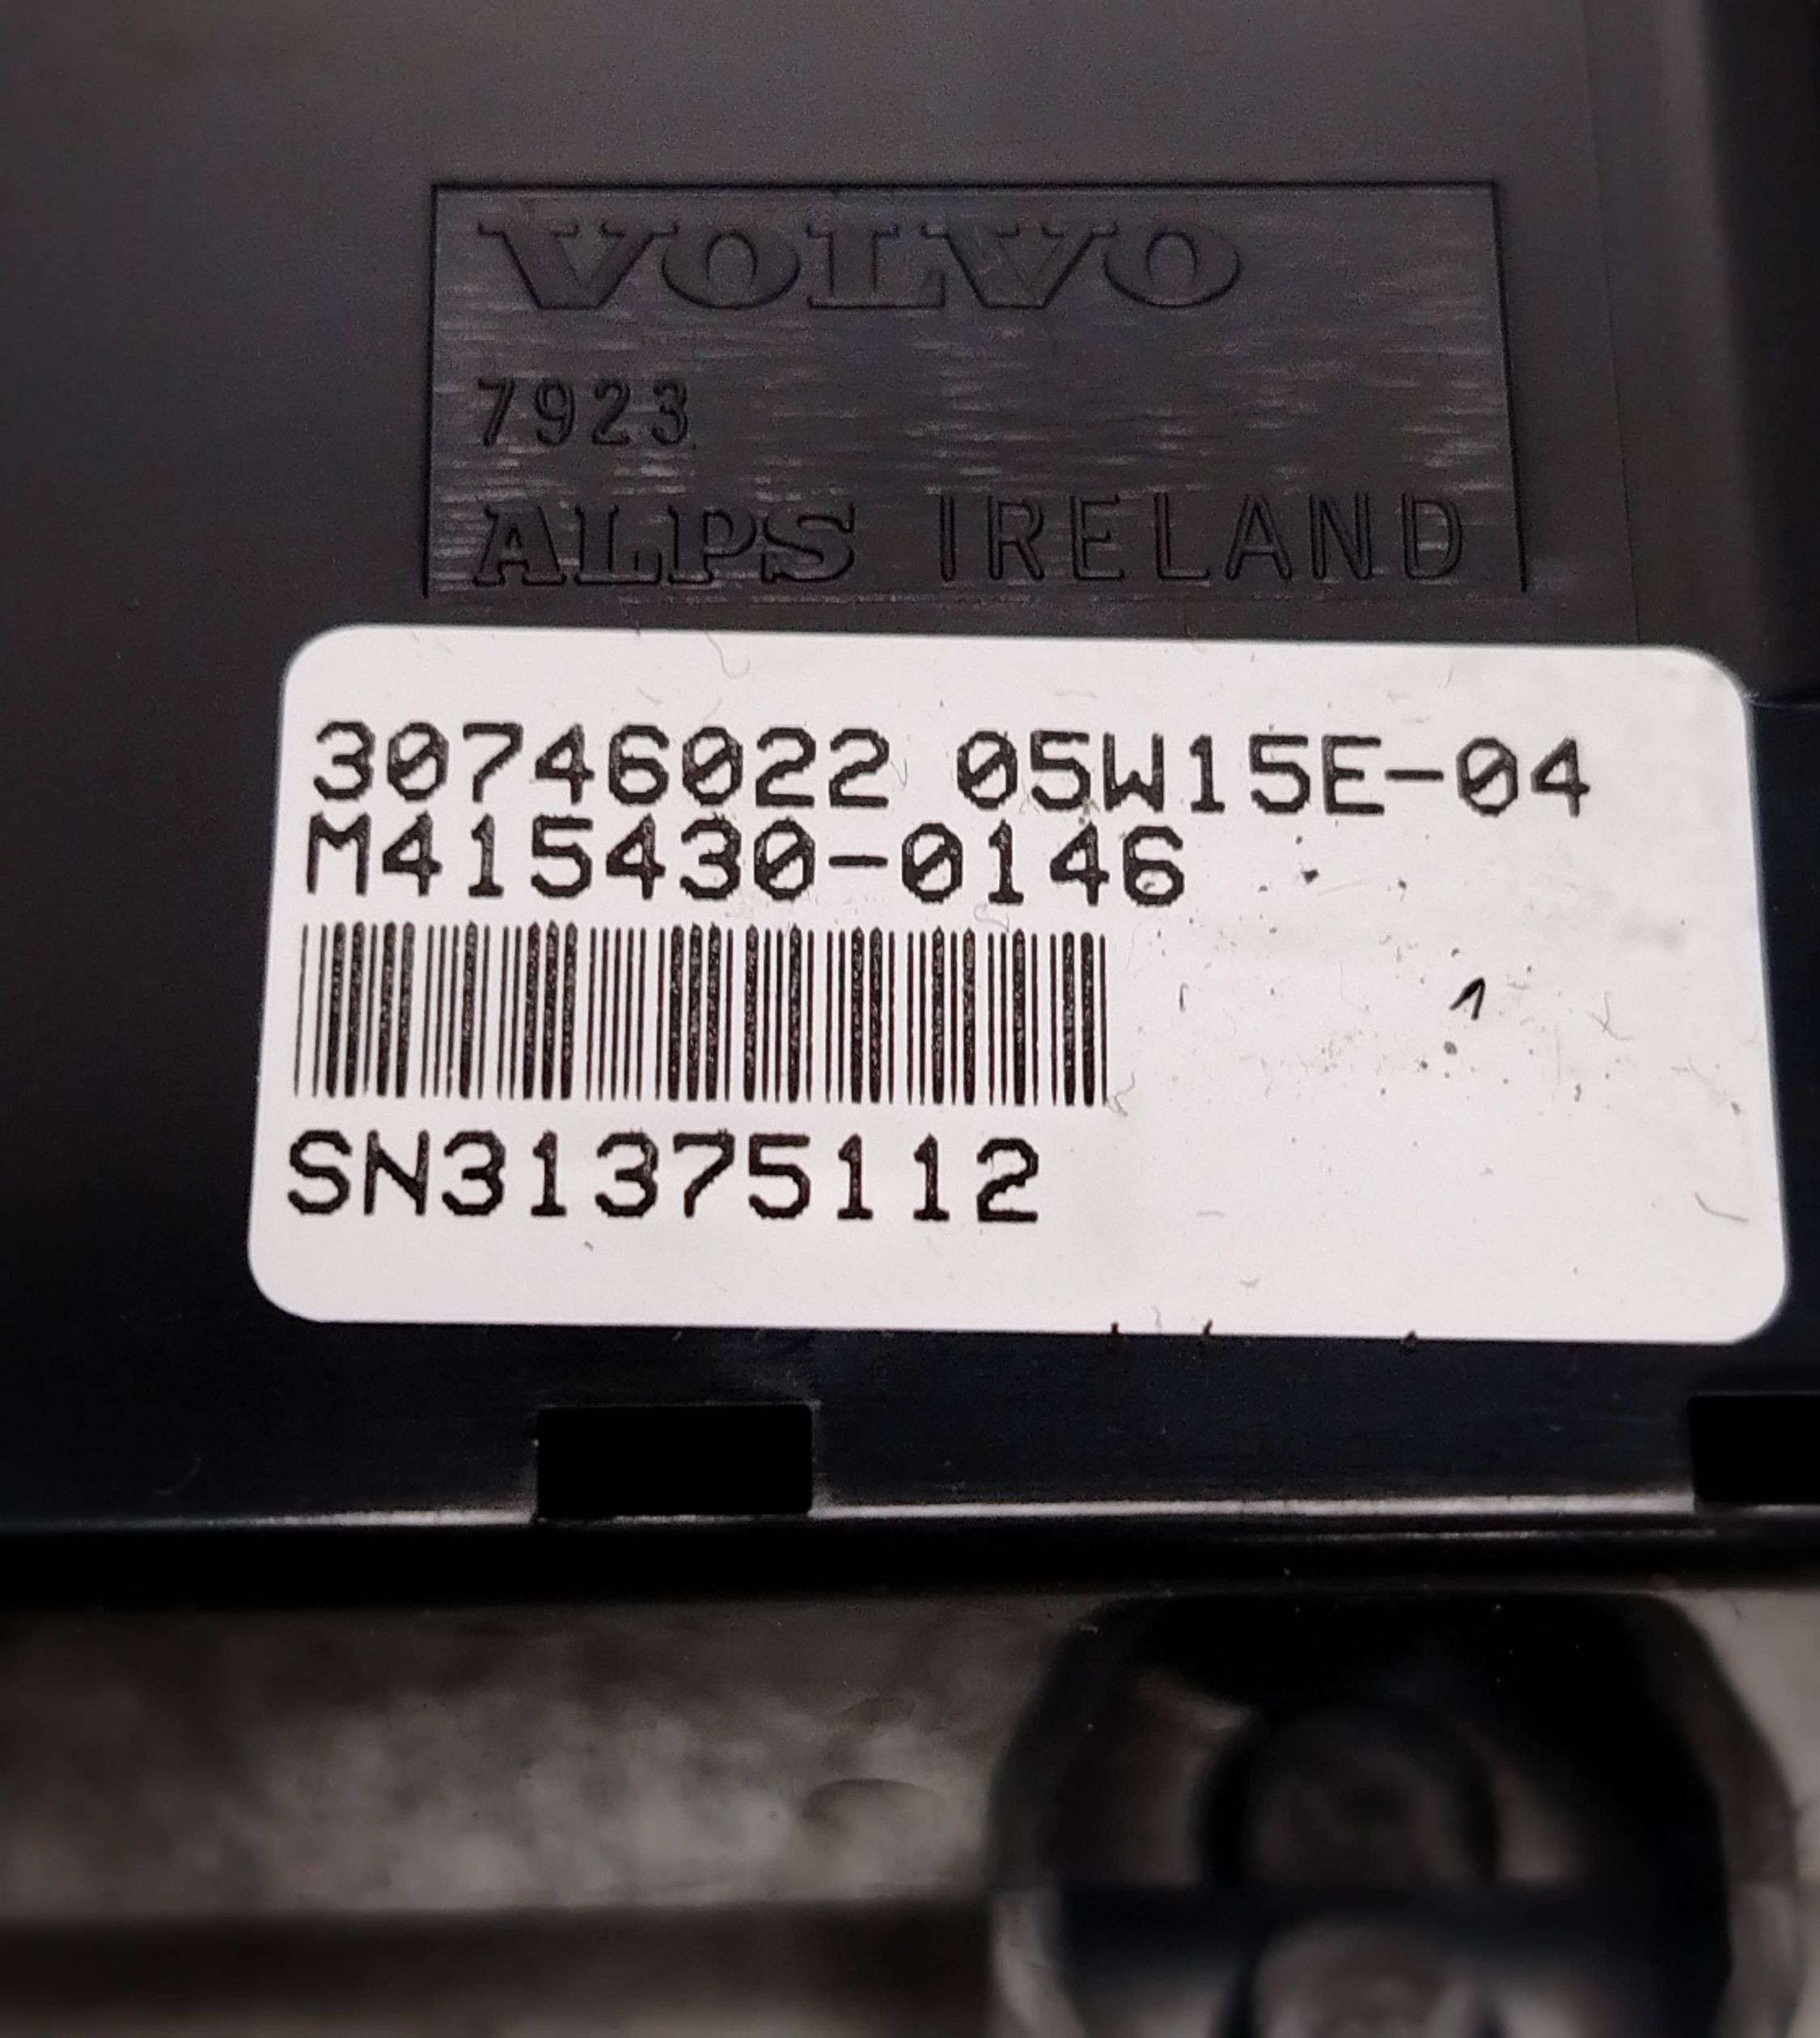 VOLVO
7923
ALPS IRELAND
30746022 05W15E-04
M415430-0146
SN31375112